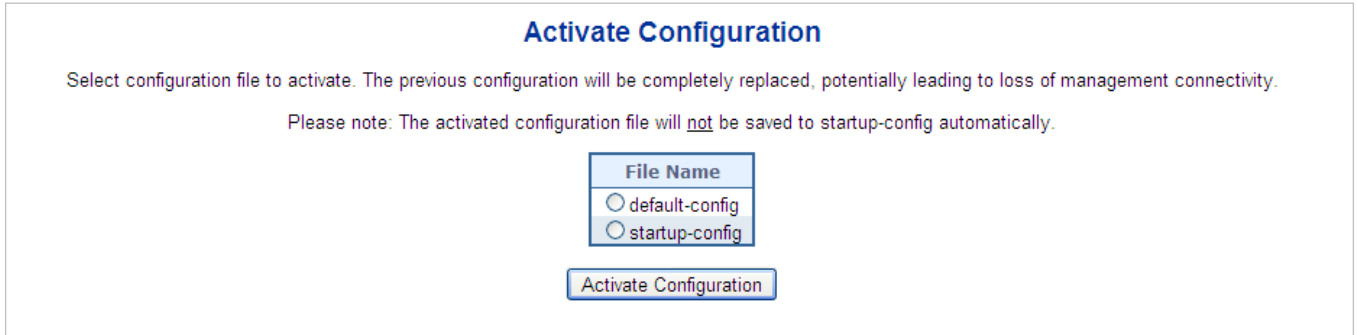 Activate Configuration
Select configuration file to activate. The previous configuration will be completely replaced, potentially leading to loss of management connectivity.
Please note: The activated configuration file will not be saved to startup-config automatically.
File Name
default-config
startup-config
Activate Configuration